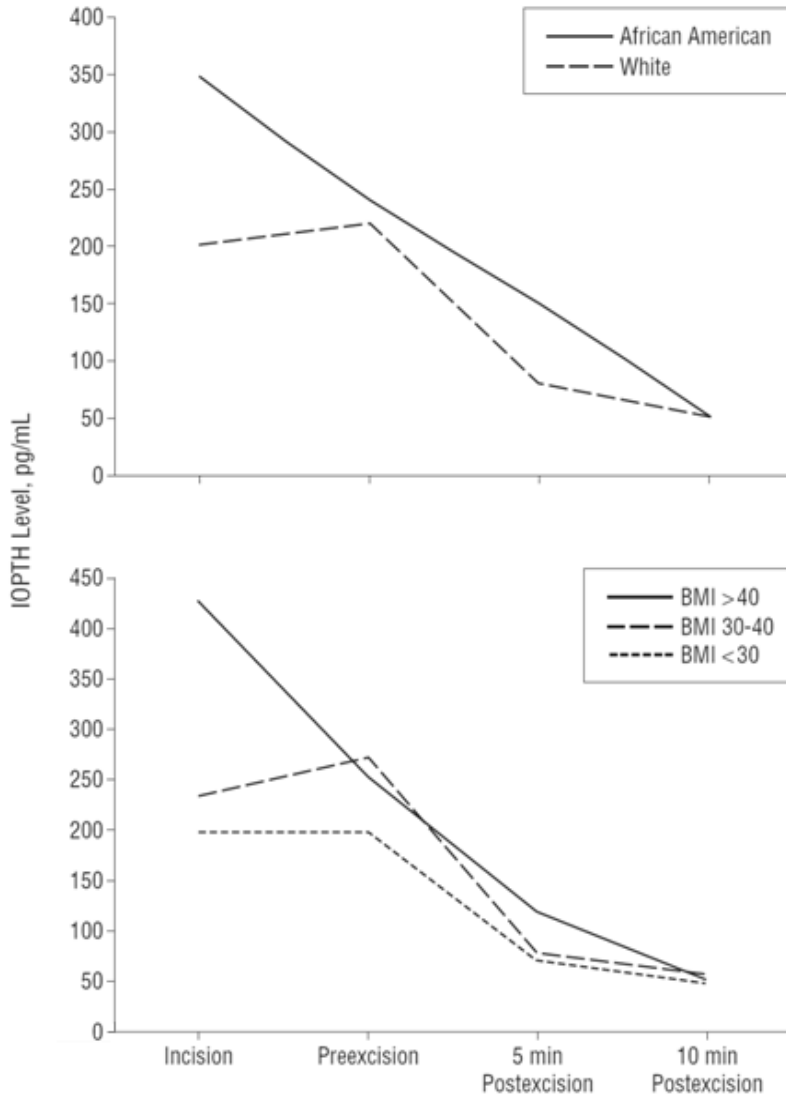 400
350
300
250
200
150
100
50
0
African American
White
IOPTH Level, pg/mL
450
400
350
300
250
200
150
100
50
0
BMI >40
BMI 30-40
BMI <30
Incision
Preexcision
5 min
Postexcision
10 min
Postexcision